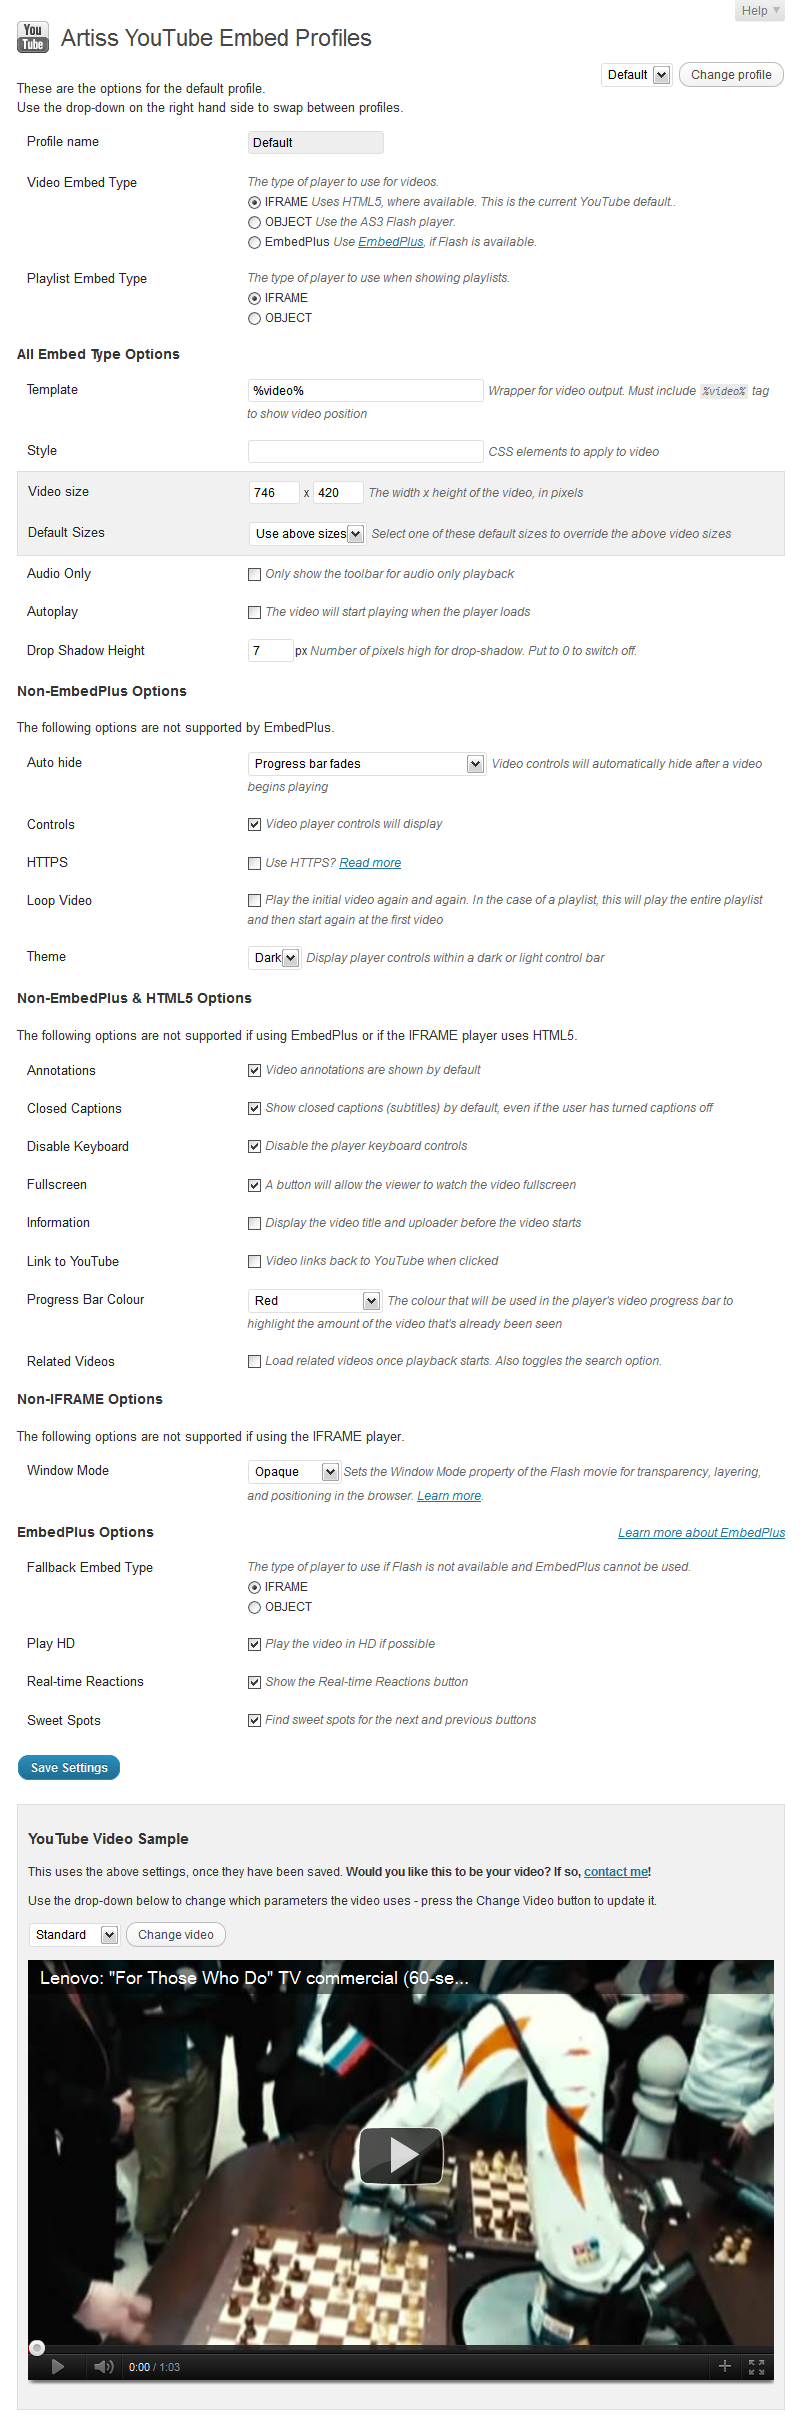 Help
You
Tube
Artiss YouTube Embed Profiles
Default
Change profile
These are the options for the default profile.
Use the drop-down on the right hand side to swap between profiles.
Profile name
Default
Video Embed Type
The type of player to use for videos.
IFRAME Uses HTML5, where available. This is the current YouTube default..
OBJECT Use the AS3 Flash player.
EmbedPlus Use EmbedPlus, if Flash is available.
Playlist Embed Type
The type of player to use when showing playlists.
IFRAME
OBJECT
All Embed Type Options
Template
%video%
Wrapper for video output. Must include %video% tag
to show video position
Style
CSS elements to apply to video
Video size
746 x 420 The width x height of the video, in pixels
Default Sizes
Use above sizes
Select one of these default sizes to override the above video sizes
Audio Only
Only show the toolbar for audio only playback
Autoplay
The video will start playing when the player loads
Drop Shadow Height
7 px Number of pixels high for drop-shadow. Put to 0 to switch off.
Non-EmbedPlus Options
The following options are not supported by EmbedPlus.
Auto hide
Progress bar fades
Video controls will automatically hide after a video
begins playing
Controls
Video player controls will display
HTTPS
Use HTTPS? Read more
Loop Video
Play the initial video again and again. In the case of a playlist, this will play the entire playlist
and then start again at the first video
Theme
Dark
Display player controls within a dark or light control bar
Non-EmbedPlus & HTML5 Options
The following options are not supported if using EmbedPlus or if the IFRAME player uses HTML5.
Annotations
Video annotations are shown by default
Closed Captions
Show closed captions (subtitles) by default, even if the user has turned captions off
Disable Keyboard
Disable the player keyboard controls
Fullscreen
A button will allow the viewer to watch the video fullscreen
Information
Display the video title and uploader before the video starts
Link to YouTube
Video links back to YouTube when clicked
Progress Bar Colour
Red
The colour that will be used in the player's video progress bar to
highlight the amount of the video that's already been seen
Related Videos
Load related videos once playback starts. Also toggles the search option.
Non-IFRAME Options
The following options are not supported if using the IFRAME player.
Window Mode
Opaque
Sets the Window Mode property of the Flash movie for transparency, layering,
and positioning in the browser. Learn more.
EmbedPlus Options
Learn more about EmbedPlus
Fallback Embed Type
The type of player to use if Flash is not available and EmbedPlus cannot be used.
IFRAME
OBJECT
Play HD
Play the video in HD if possible
Real-time Reactions
Show the Real-time Reactions button
Sweet Spots
Find sweet spots for the next and previous buttons
Save Settings
YouTube Video Sample
This uses the above settings, once they have been saved. Would you like this to be your video? If so, contact me!
Use the drop-down below to change which parameters the video uses - press the Change Video button to update it.
Standard
Change video
Lenovo: "For Those Who Do" TV commercial (60-se...
0:00 / 1:03